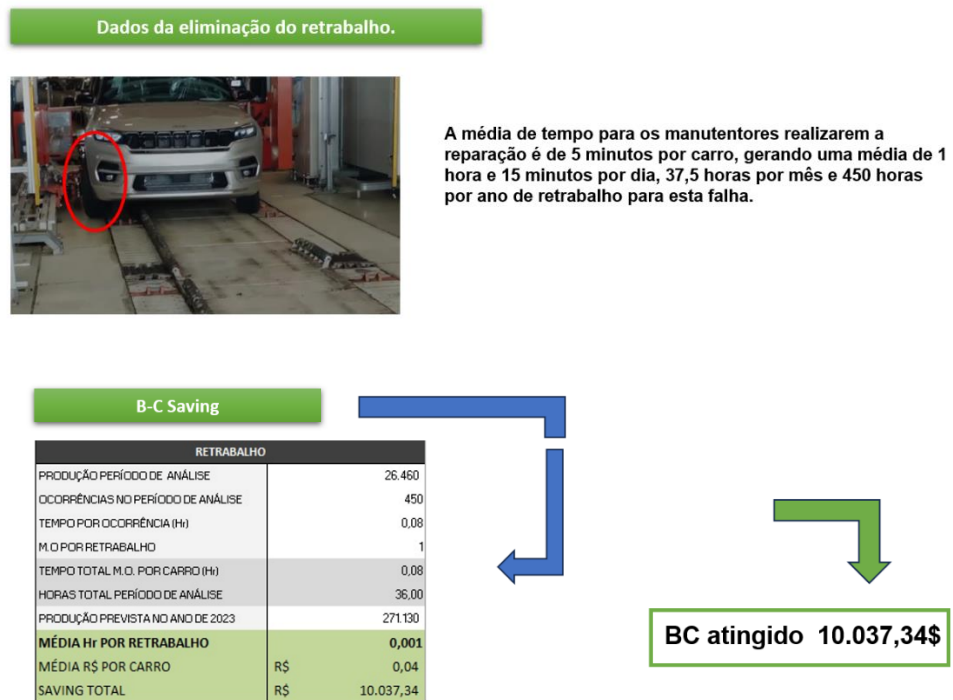 Dados da eliminação do retrabalho.
A média de tempo para os manutentores realizarem a
reparação é de 5 minutos por carro, gerando uma média de 1
hora e 15 minutos por dia, 37,5 horas por mês e 450 horas
por ano de retrabalho para esta falha.
B-C Saving
RETRABALHO
PRODUÇÃO PERÍODO DE ANÁLISE 26.460
OCORRÊNCIAS NO PERÍODO DE ANÁLISE 450
TEMPO POR OCORRÊNCIA (Hr) 0,08
M.O POR RETRABALHO 1
TEMPO TOTAL M.O. POR CARRO (Hr) 0,08
HORAS TOTAL PERÍODO DE ANÁLISE 36,00
PRODUÇÃO PREVISTA NO ANO DE 2023 271.130
MÉDIA Hr POR RETRABALHO 0,001
MÉDIA R$ POR CARRO R$ 0,04
SAVING TOTAL R$ 10.037,34
BC atingido 10.037,34$